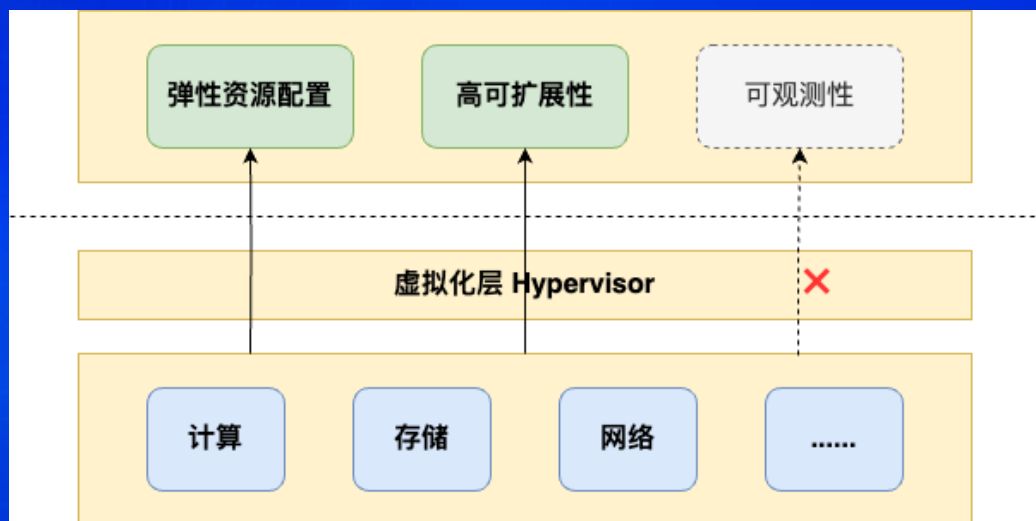 弹性资源配置
高可扩展性
可观测性
虚拟化层 Hypervisor
计算
存储
网络
......